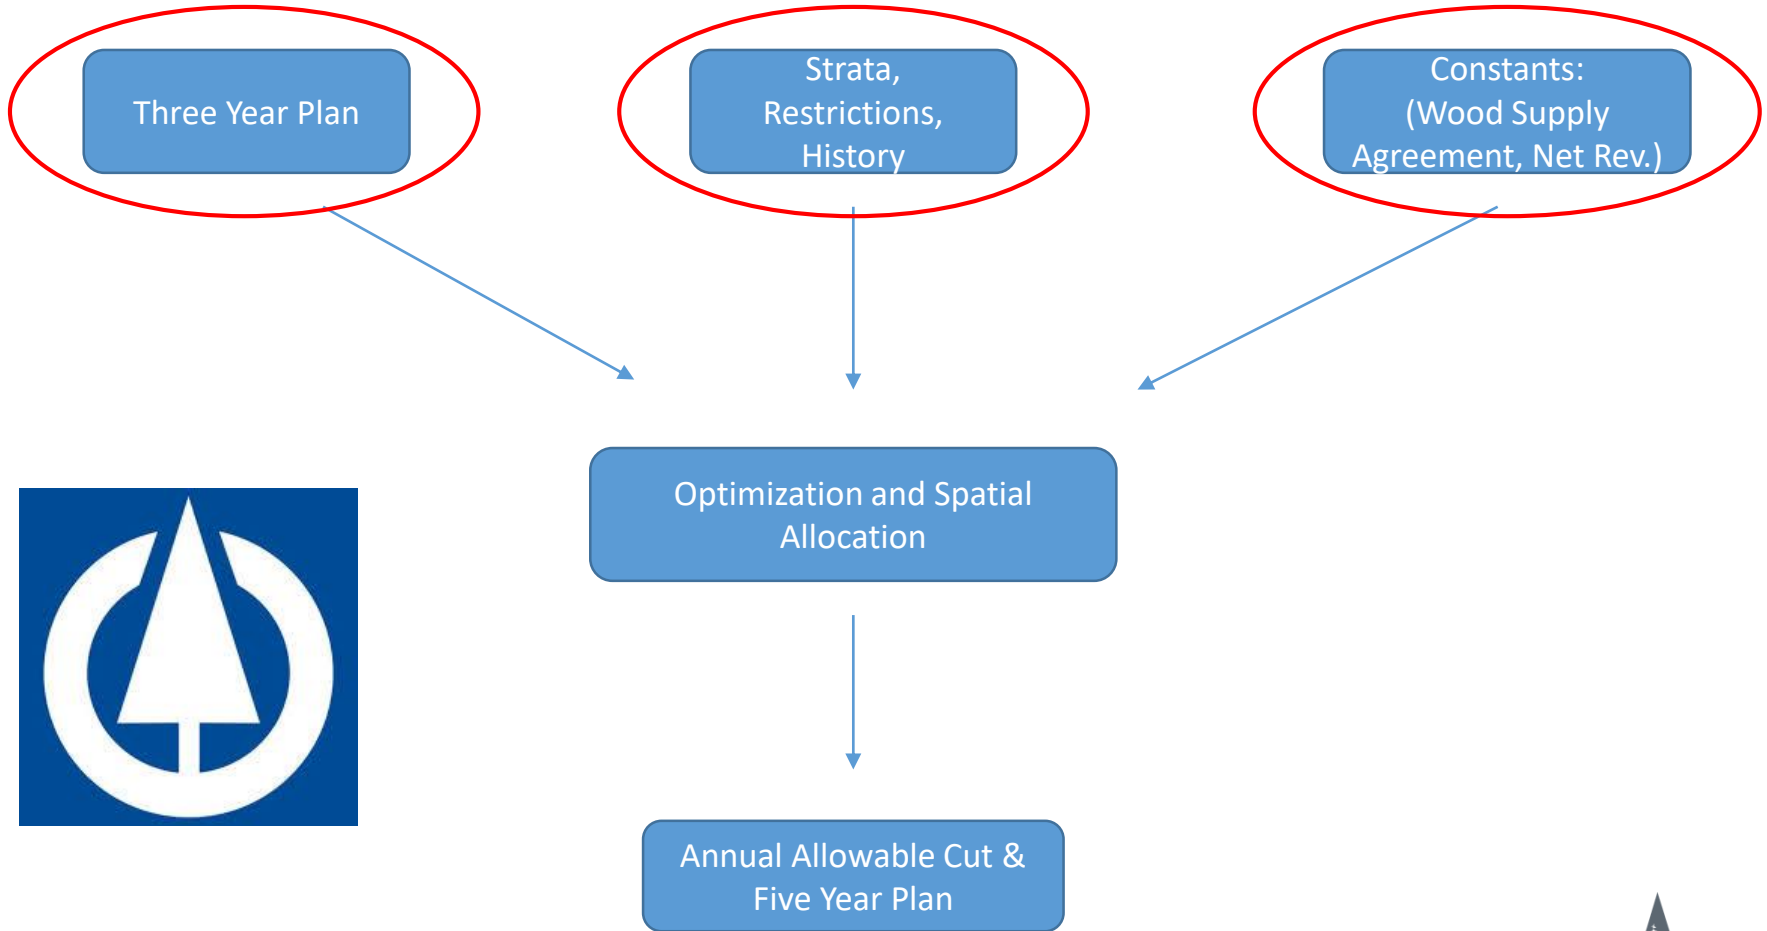 Three Year Plan
Strata,
Restrictions,
History
Constants:
(Wood Supply
Agreement, Net Rev.)
Optimization and Spatial
Allocation
Annual Allowable Cut &
Five Year Plan